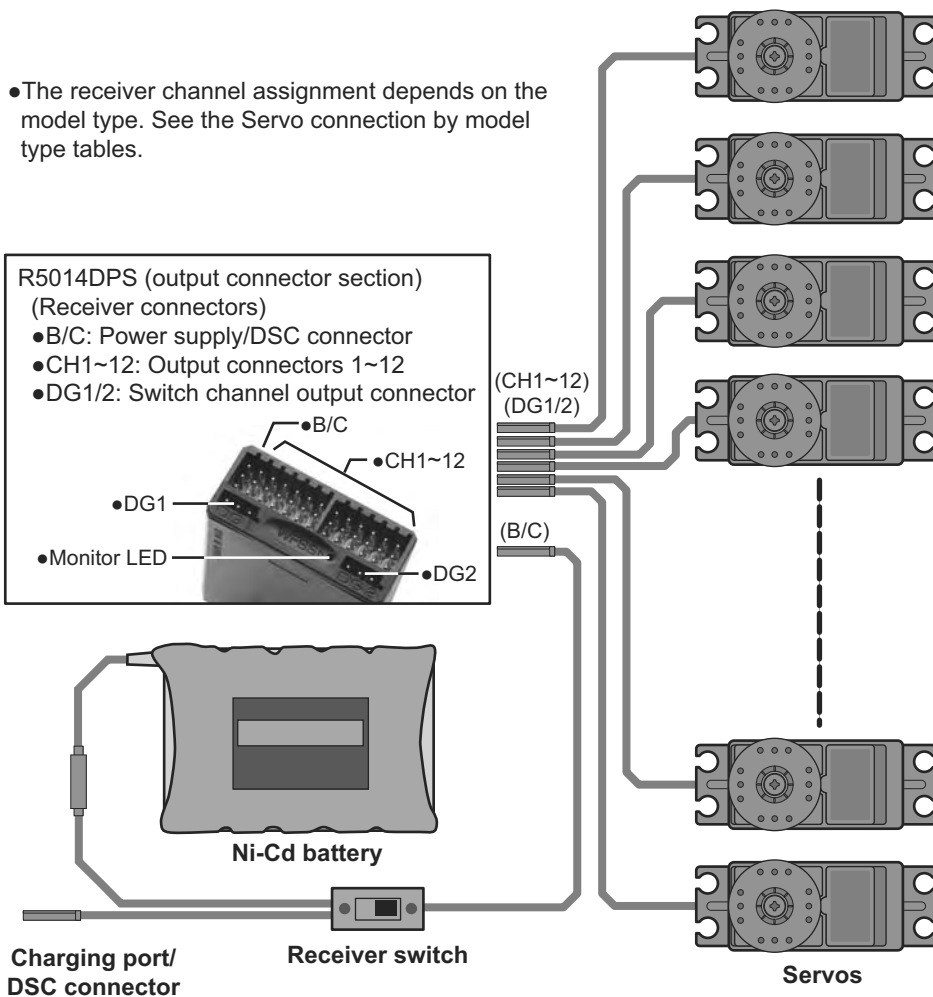 ●The receiver channel assignment depends on the
model type. See the Servo connection by model
type tables.
R5014DPS (output connector section)
(Receiver connectors)
●B/C: Power supply/DSC connector
●CH1~12: Output connectors 1~12
●DG1/2: Switch channel output connector
●B/C
●CH1~12
●DG1
●Monitor LED
●DG2
(CH1~12)
(DG1/2)
(B/C)
Ni-Cd battery
Receiver switch
Charging port/
DSC connector
Servos